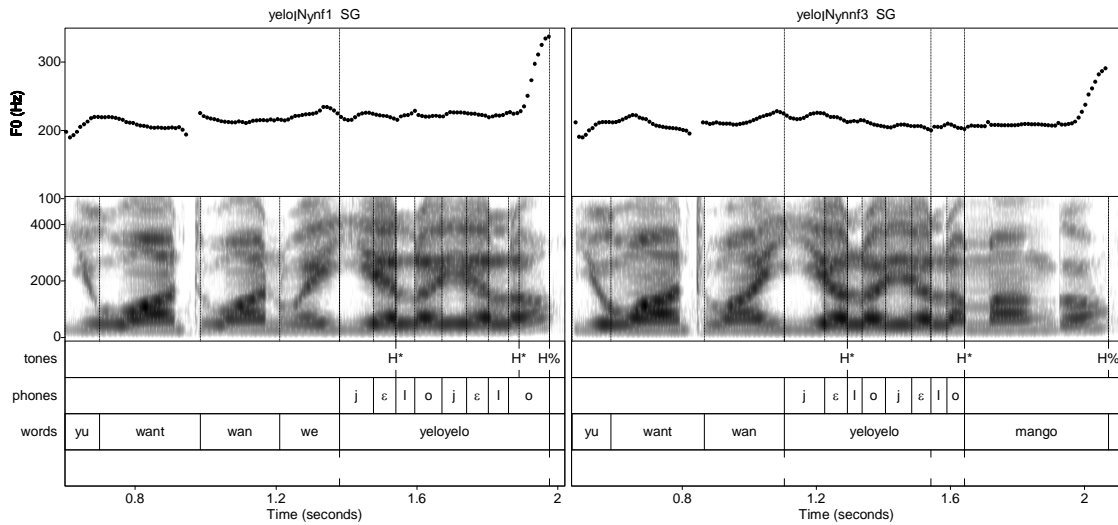 yelo|Nynf1 SG
yelo|Nynnf3 SG
F0 (Hz)
300
200
100
4000
2000
0
tones
H* H* H%
H* H* H%
phones
j ɛ l o j ɛ l o
j ɛ l o j ɛ l o
words
yu want wan we yeloyelo
yu want wan yeloyelo mango
0.8 1.2 1.6 2
0.8 1.2 1.6 2
Time (seconds)
Time (seconds)